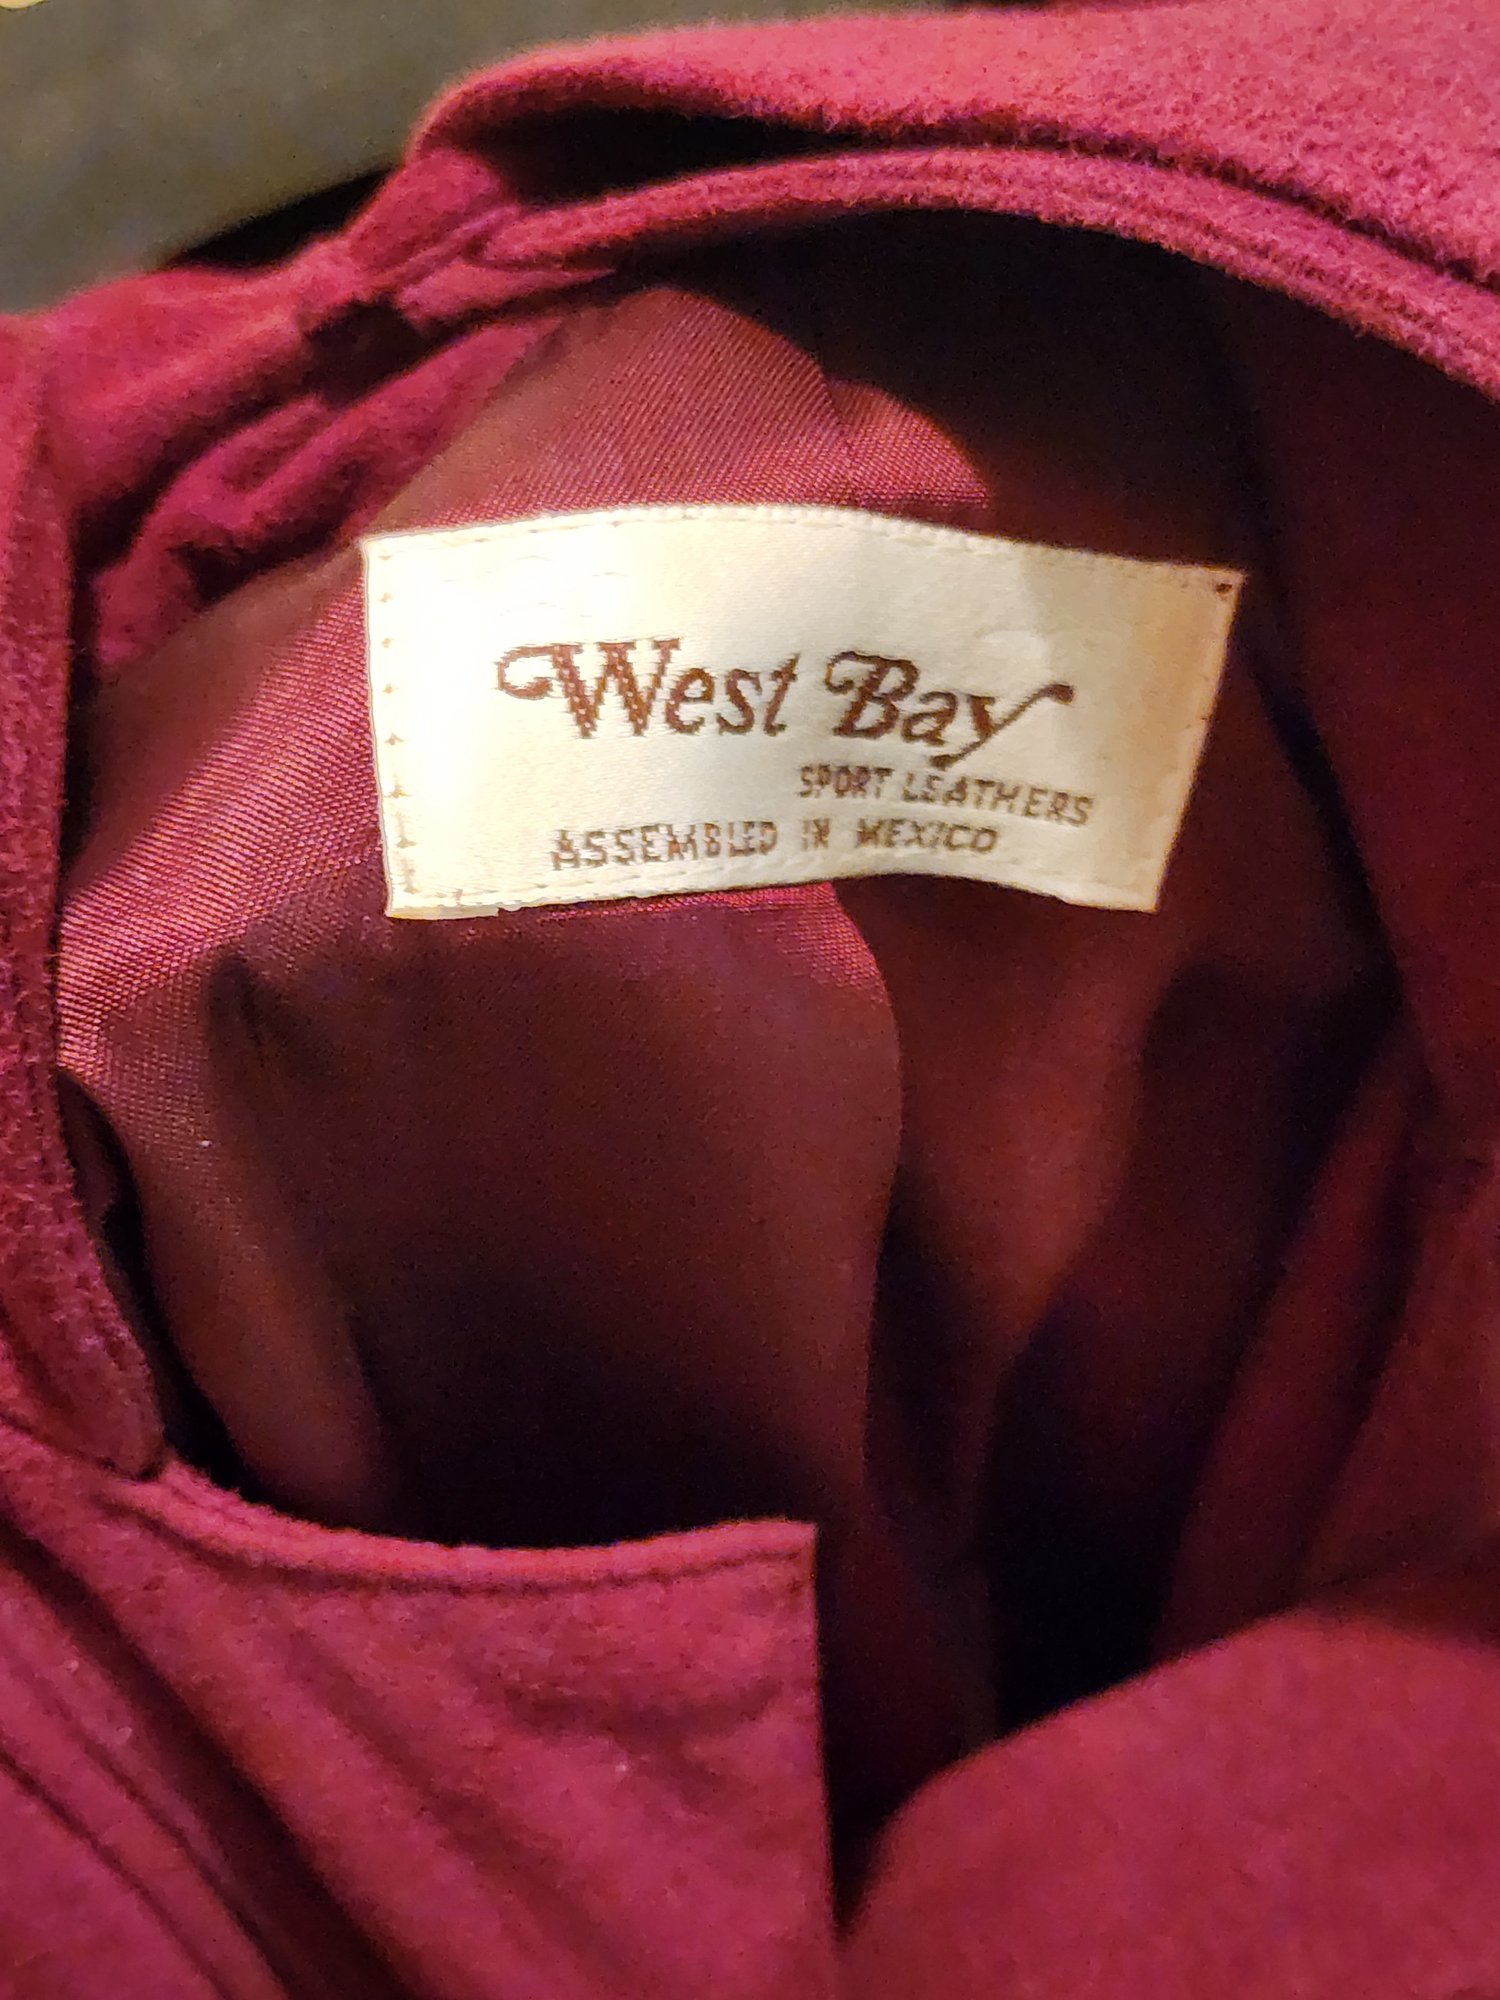 West Bay
SPORT LEATHERS
ASSEMBLED IN MEXICO